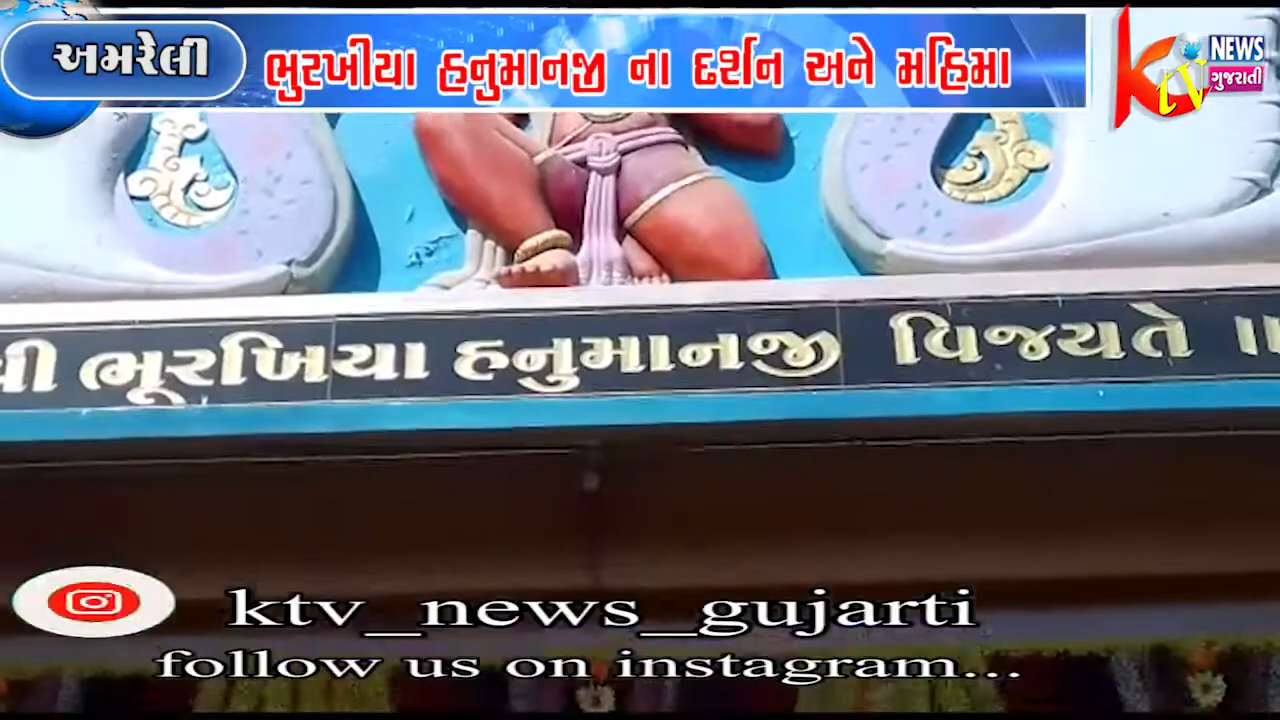 અમરેલી
ભુરખીયા હનુમાનજી ના દર્શન અને મહિમા
ktv NEWS
ગુજરાતી
ભૂરખિયા હનુમાનજી વિજયતે ॥
ktv_news_gujarti
follow us on instagram...